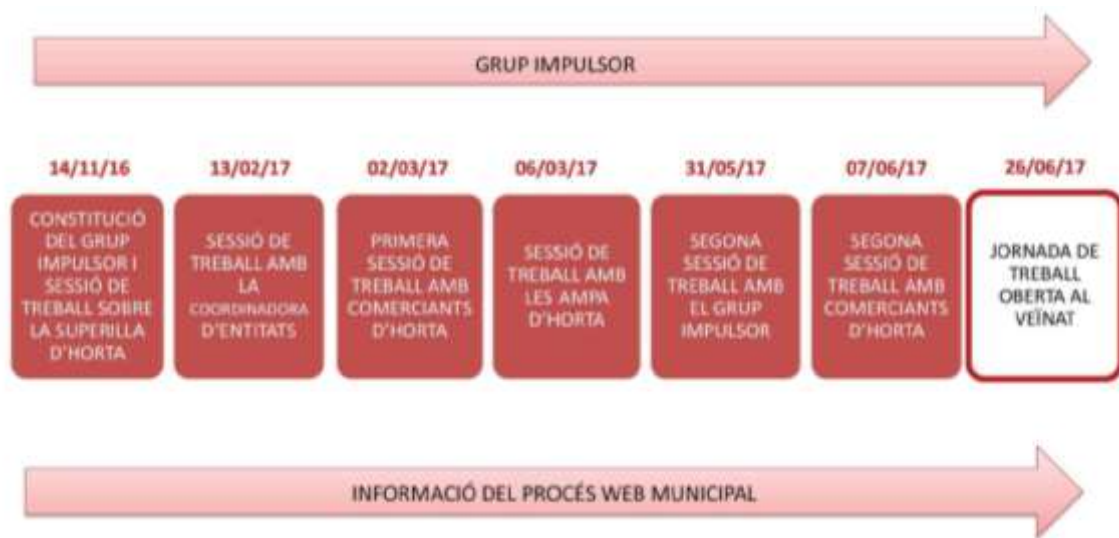 GRUP IMPULSOR
14/11/16
CONSTITUCIÓ
DEL GRUP
IMPULSOR I
SESSIÓ DE
TREBALL SOBRE
LA SUPERILLA
D'HORTA
13/02/17
SESSIÓ DE
TREBALL AMB
LA
COORDINADORA
D'ENTITATS
02/03/17
PRIMERA
SESSIÓ DE
TREBALL AMB
COMERCIANTS
D'HORTA
06/03/17
SESSIÓ DE
TREBALL AMB
LES AMPA
D'HORTA
31/05/17
SEGONA
SESSIÓ DE
TREBALL AMB
EL GRUP
IMPULSOR
07/06/17
SEGONA
SESSIÓ DE
TREBALL AMB
COMERCIANTS
D'HORTA
26/06/17
JORNADA DE
TREBALL
OBERTA AL
VEÏNAT
INFORMACIÓ DEL PROCÉS WEB MUNICIPAL